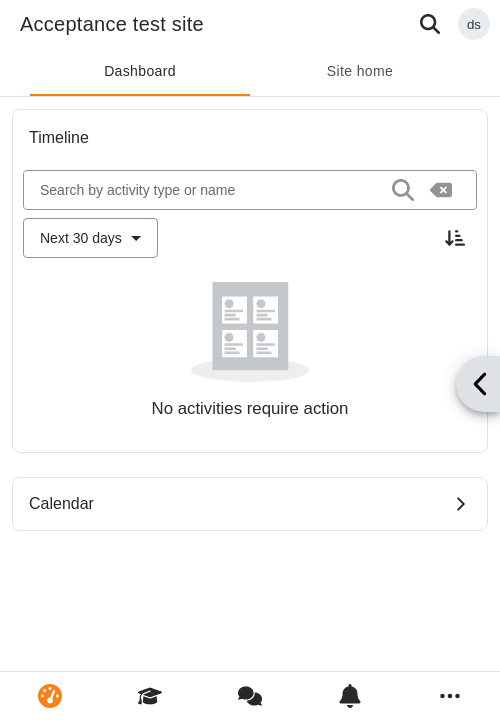 Acceptance test site
ds
Dashboard
Site home
Timeline
Search by activity type or name
Next 30 days
No activities require action
Calendar